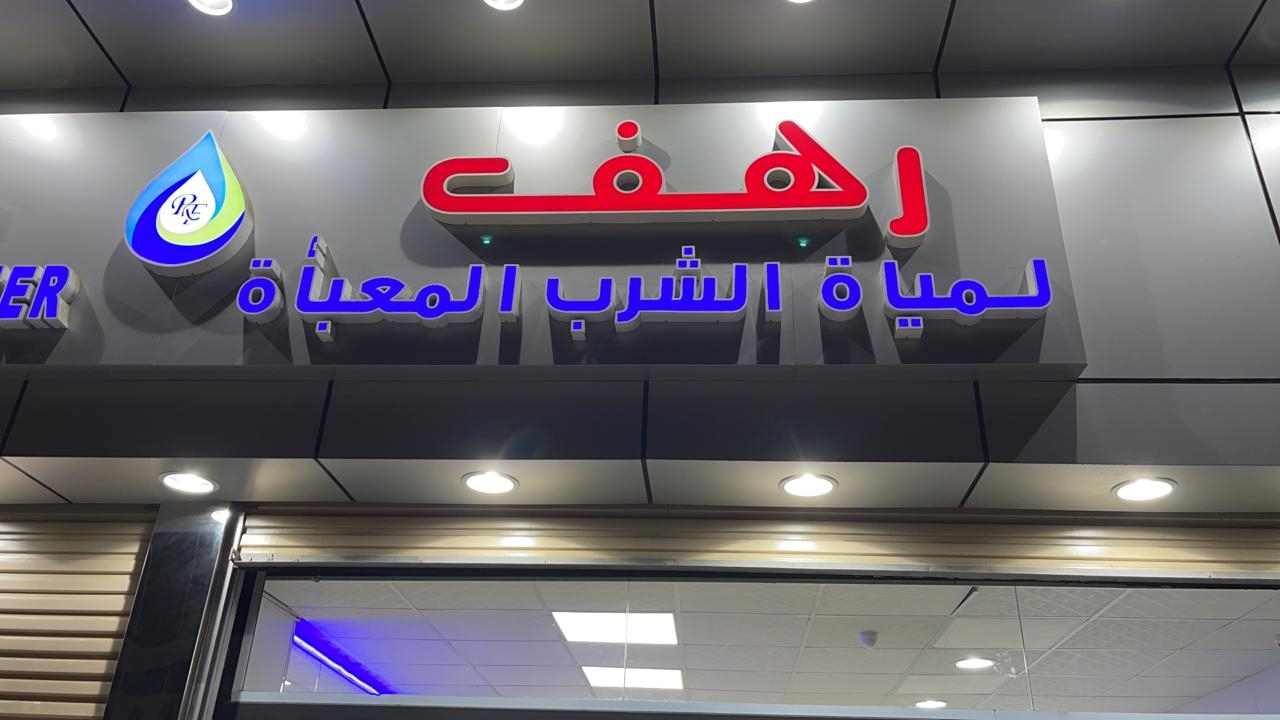 رهف
لمياة الشرب المعبأة